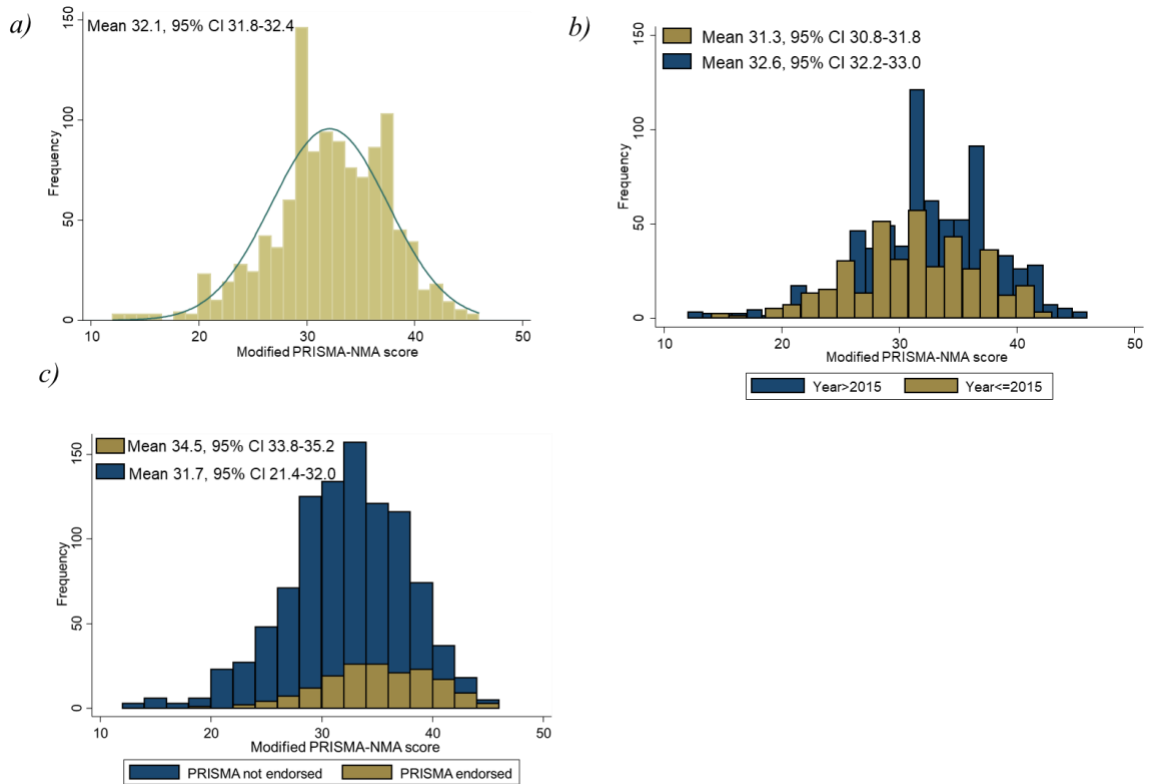 a)
Mean 32.1, 95% CI 31.8-32.4
150
100
50
0
Frequency
10 20 30 40 50
Modified PRISMA-NMA score
b)
Mean 31.3, 95% CI 30.8-31.8
Mean 32.6, 95% CI 32.2-33.0
150
100
50
0
Frequency
10 20 30 40 50
Modified PRISMA-NMA score
Year>2015 Year<=2015
c)
Mean 34.5, 95% CI 33.8-35.2
Mean 31.7, 95% CI 21.4-32.0
150
100
50
0
Frequency
10 20 30 40 50
Modified PRISMA-NMA score
PRISMA not endorsed PRISMA endorsed